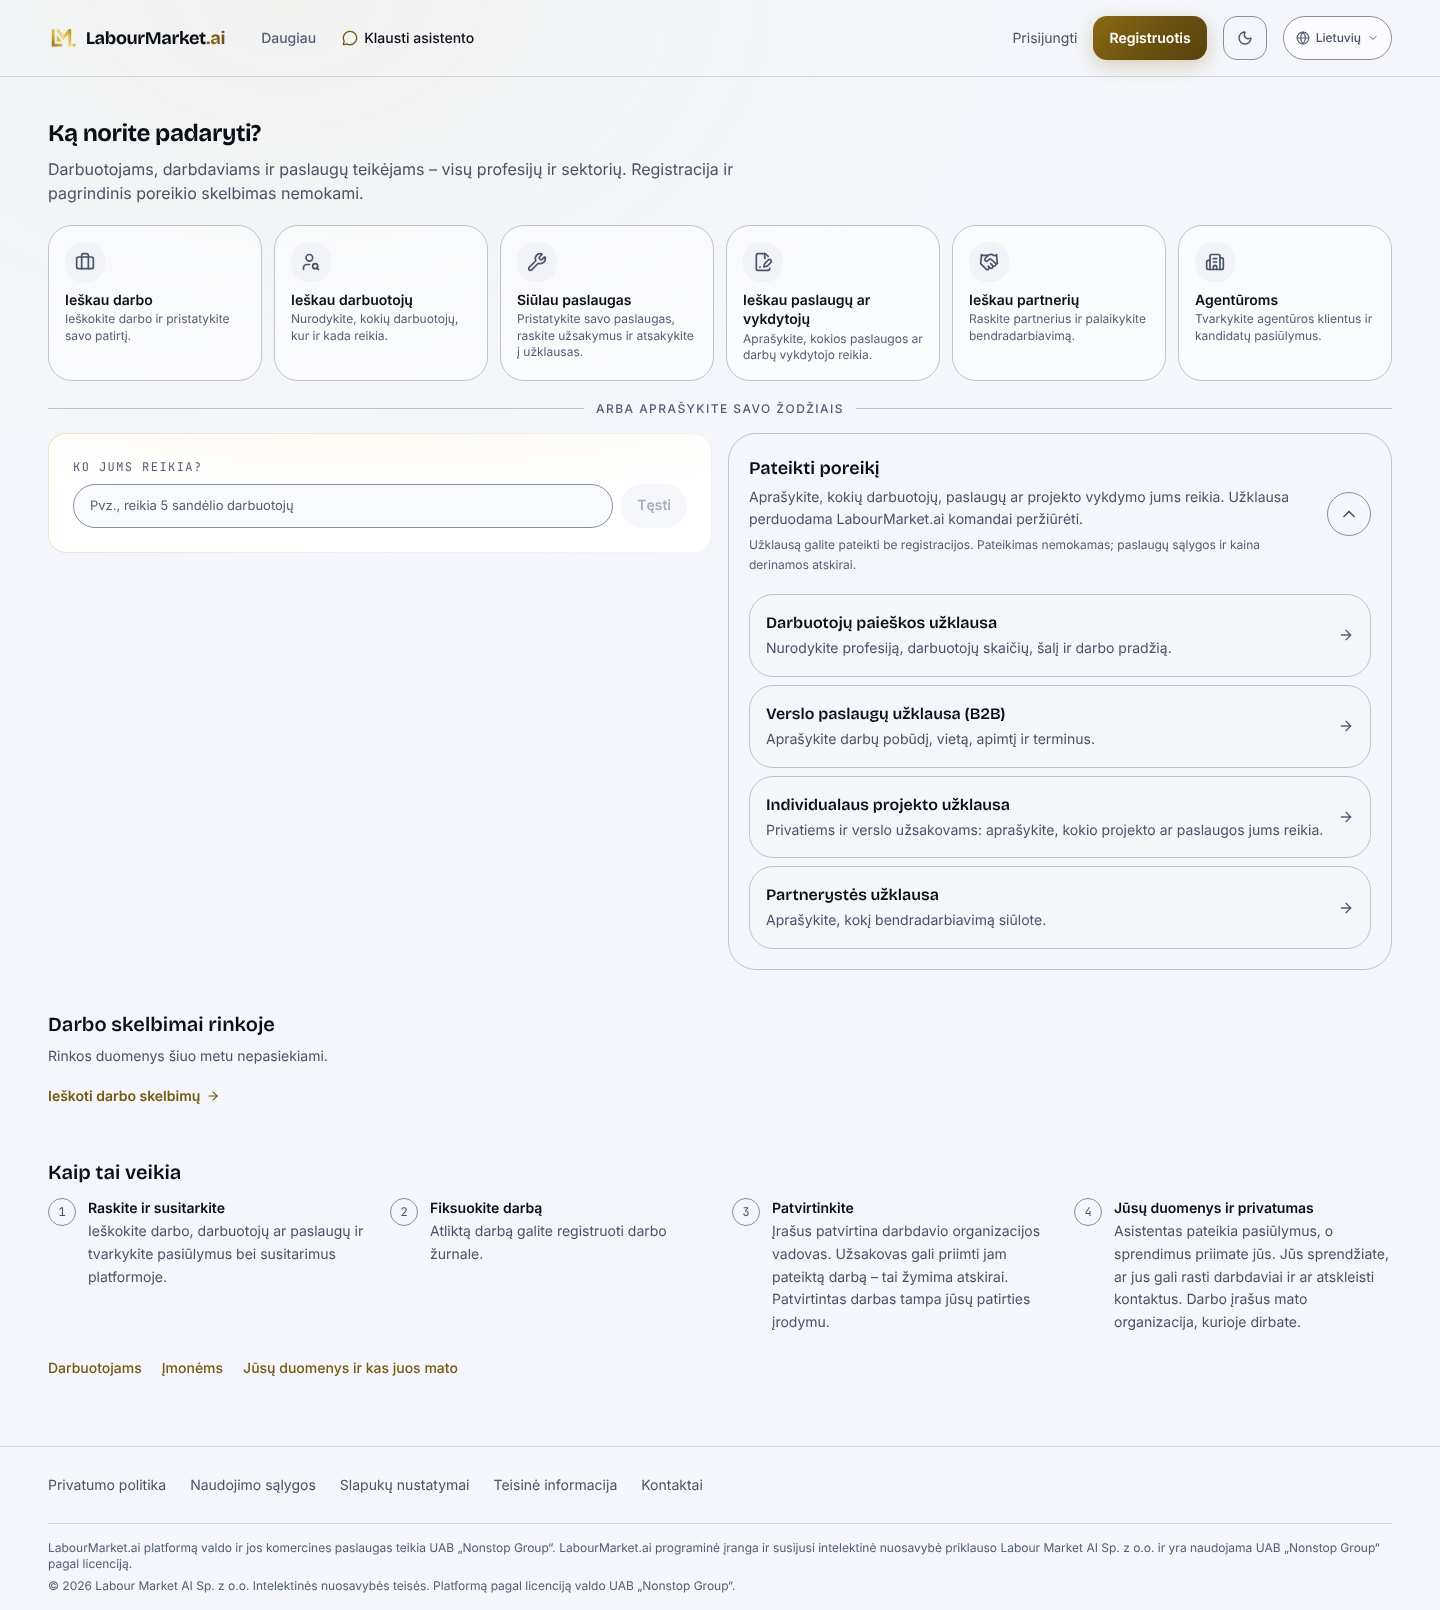 LabourMarket.ai
Daugiau
Klausti asistento
Prisijungti
Registruotis
Lietuvių
Ką norite padaryti?
Darbuotojams, darbdaviams ir paslaugų teikėjams – visų profesijų ir sektorių. Registracija ir
pagrindinis poreikio skelbimas nemokami.
Ieškau darbo
Ieškokite darbo ir pristatykite
savo patirtį.
Ieškau darbuotojų
Nurodykite, kokių darbuotojų,
kur ir kada reikia.
Siūlau paslaugas
Pristatykite savo paslaugas,
raskite užsakymus ir atsakykite
į užklausas.
Ieškau paslaugų ar
vykdytojų
Aprašykite, kokios paslaugos ar
darbų vykdytojo reikia.
Ieškau partnerių
Raskite partnerius ir palaikykite
bendradarbiavimą.
Agentūroms
Tvarkykite agentūros klientus ir
kandidatų pasiūlymus.
ARBA APRAŠYKITE SAVO ŽODŽIAIS
KO JUMS REIKIA?
Pvz., reikia 5 sandėlio darbuotojų
Tęsti
Pateikti poreikį
Aprašykite, kokių darbuotojų, paslaugų ar projekto vykdymo jums reikia. Užklausa
perduodama LabourMarket.ai komandai peržiūrėti.
Užklausą galite pateikti be registracijos. Pateikimas nemokamas; paslaugų sąlygos ir kaina
derinamos atskirai.
Darbuotojų paieškos užklausa
Nurodykite profesiją, darbuotojų skaičių, šalį ir darbo pradžią.
Verslo paslaugų užklausa (B2B)
Aprašykite darbų pobūdį, vietą, apimtį ir terminus.
Individualaus projekto užklausa
Privatiems ir verslo užsakovams: aprašykite, kokio projekto ar paslaugos jums reikia.
Partnerystės užklausa
Aprašykite, kokį bendradarbiavimą siūlote.
Darbo skelbimai rinkoje
Rinkos duomenys šiuo metu nepasiekiami.
Ieškoti darbo skelbimų
Kaip tai veikia
1
Raskite ir susitarkite
Ieškokite darbo, darbuotojų ar paslaugų ir
tvarkykite pasiūlymus bei susitarimus
platformoje.
2
Fiksuokite darbą
Atliktą darbą galite registruoti darbo
žurnale.
3
Patvirtinkite
Įrašus patvirtina darbdavio organizacijos
vadovas. Užsakovas gali priimti jam
pateiktą darbą – tai žymima atskirai.
Patvirtintas darbas tampa jūsų patirties
įrodymu.
4
Jūsų duomenys ir privatumas
Asistentas pateikia pasiūlymus, o
sprendimus priimate jūs. Jūs sprendžiate,
ar jus gali rasti darbdaviai ir ar atskleisti
kontaktus. Darbo įrašus mato
organizacija, kurioje dirbate.
Darbuotojams
Įmonėms
Jūsų duomenys ir kas juos mato
Privatumo politika
Naudojimo sąlygos
Slapukų nustatymai
Teisinė informacija
Kontaktai
LabourMarket.ai platformą valdo ir jos komercines paslaugas teikia UAB „Nonstop Group“. LabourMarket.ai programinė įranga ir susijusi intelektinė nuosavybė priklauso Labour Market AI Sp. z o.o. ir yra naudojama UAB „Nonstop Group“
pagal licenciją.
© 2026 Labour Market AI Sp. z o.o. Intelektinės nuosavybės teisės. Platformą pagal licenciją valdo UAB „Nonstop Group“.